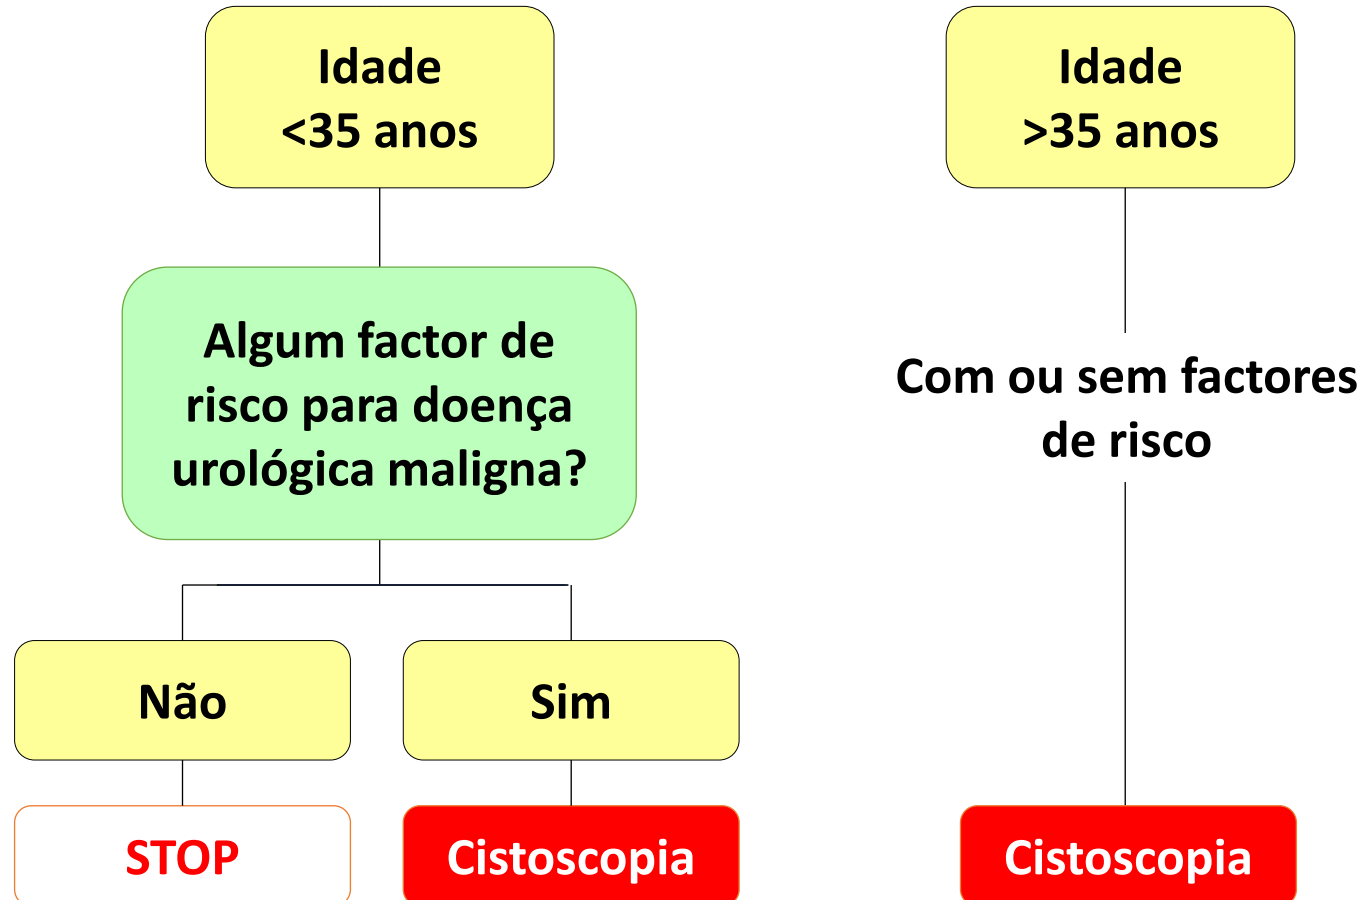 Idade
<35 anos
Algum factor de
risco para doença
urológica maligna?
Não
Sim
STOP
Cistoscopia
Idade
>35 anos
Com ou sem factores
de risco
Cistoscopia